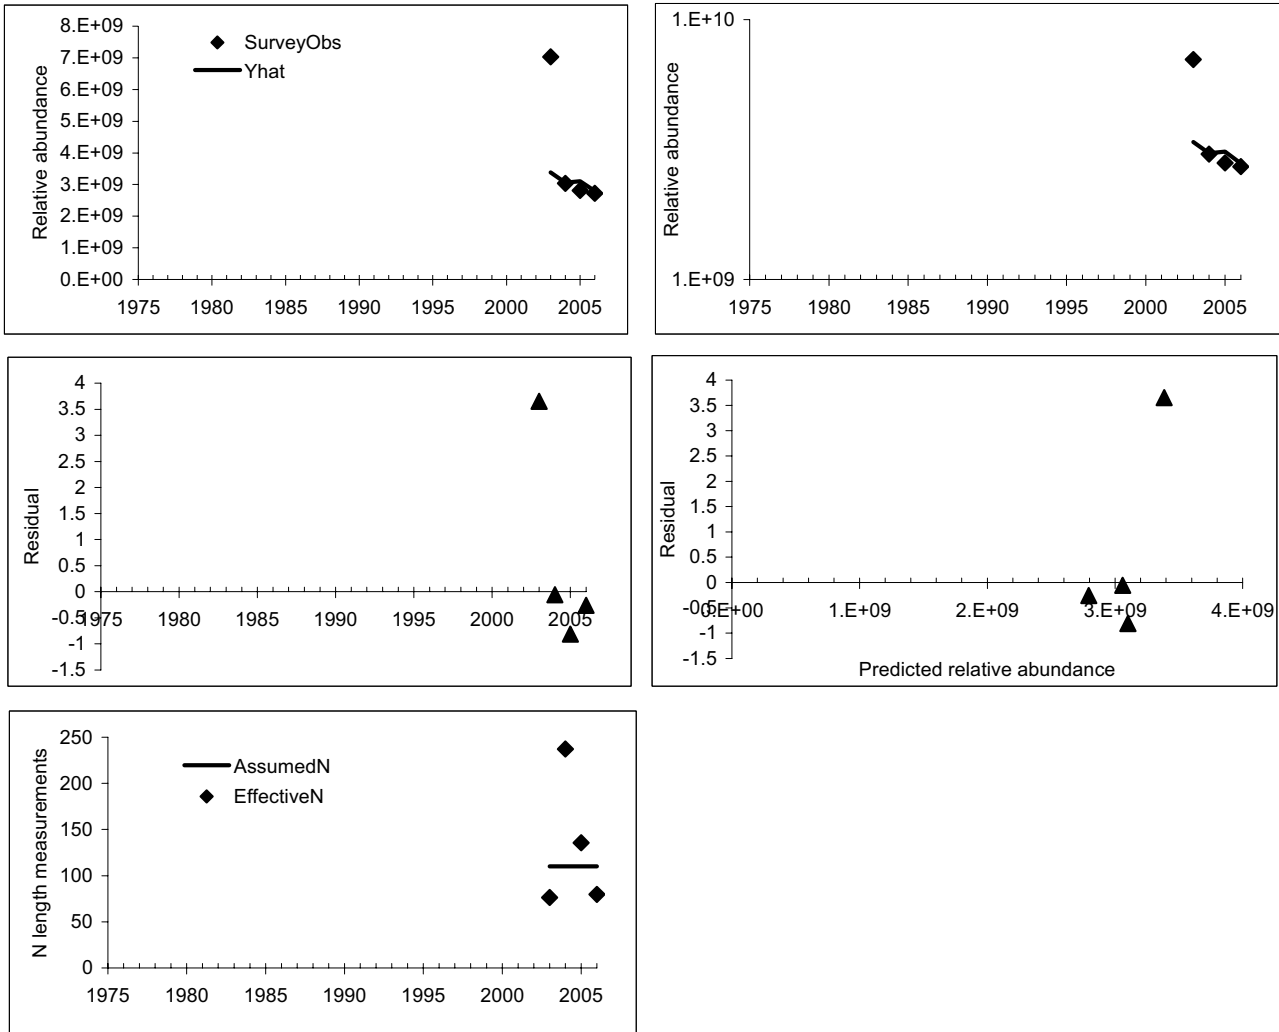 8.E+09
7.E+09
6.E+09
5.E+09
4.E+09
3.E+09
2.E+09
1.E+09
0.E+00
Relative abundance
SurveyObs
Yhat
1975 1980 1985 1990 1995 2000 2005
1.E+10
1.E+09
Relative abundance
1975 1980 1985 1990 1995 2000 2005
4
3.5
3
2.5
2
1.5
1
0.5
0
-0.5
-1
-1.5
Residual
1975 1980 1985 1990 1995 2000 2005
4
3.5
3
2.5
2
1.5
1
0.5
0
-0.5
-1
-1.5
Residual
0.E+00 1.E+09 2.E+09 3.E+09 4.E+09
Predicted relative abundance
250
200
150
100
50
0
N length measurements
AssumedN
EffectiveN
1975 1980 1985 1990 1995 2000 2005